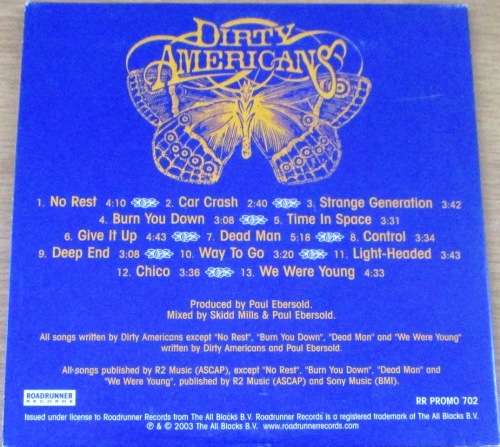 DIRTY
AMERICANS
1. No Rest 4:10 2. Car Crash 2:40 3. Strange Generation 3:42
4. Burn You Down 3:08 5. Time In Space 3:31
6. Give It Up 4:43 7. Dead Man 5:18 8. Control 3:34
9. Deep End 3:08 10. Way To Go 3:20 11. Light-Headed 3:43
12. Chico 3:36 13. We Were Young 4:33
Produced by Paul Ebersold.
Mixed by Skidd Mills & Paul Ebersold.
All songs written by Dirty Americans except "No Rest", "Burn You Down", "Dead Man" and "We Were Young"
written by Dirty Americans and Paul Ebersold.
All songs published by R2 Music (ASCAP), except "No Rest", "Burn You Down", "Dead Man" and
"We Were Young", published by R2 Music (ASCAP) and Sony Music (BMI).
ROADRUNNER
RECORDS
RR PROMO 702
Issued under license to Roadrunner Records from The All Blacks B.V. Roadrunner Records is a registered trademark of The All Blacks B.V.
℗ & © 2003 The All Blacks B.V.